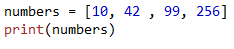 numbers = [10, 42 , 99, 256]
print(numbers)